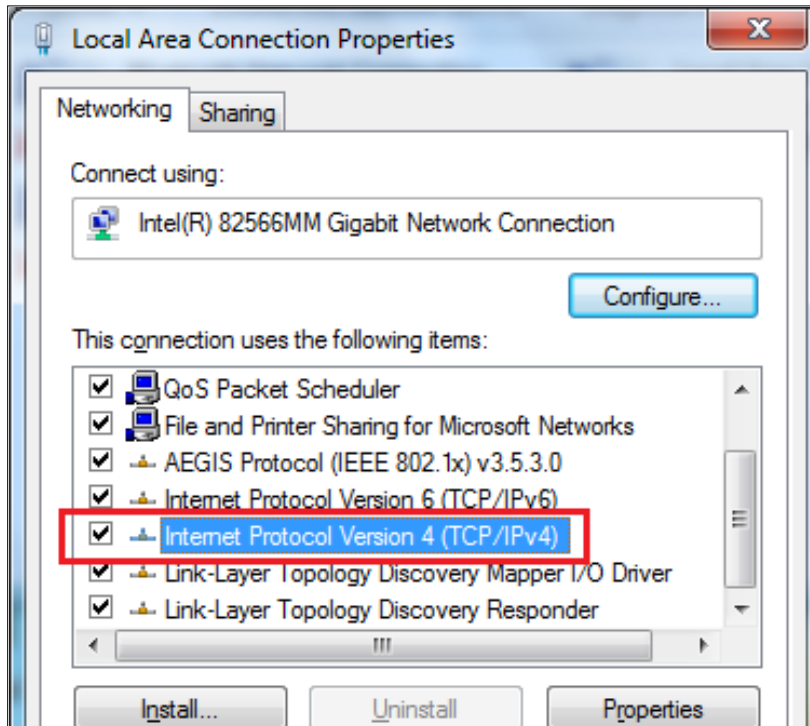 Local Area Connection Properties
Networking Sharing
Connect using:
Intel(R) 82566MM Gigabit Network Connection
Configure...
This connection uses the following items:
QoS Packet Scheduler
File and Printer Sharing for Microsoft Networks
AEGIS Protocol (IEEE 802.1x) v3.5.3.0
Internet Protocol Version 6 (TCP/IPv6)
Internet Protocol Version 4 (TCP/IPv4)
Link-Layer Topology Discovery Mapper I/O Driver
Link-Layer Topology Discovery Responder
Install... Uninstall Properties